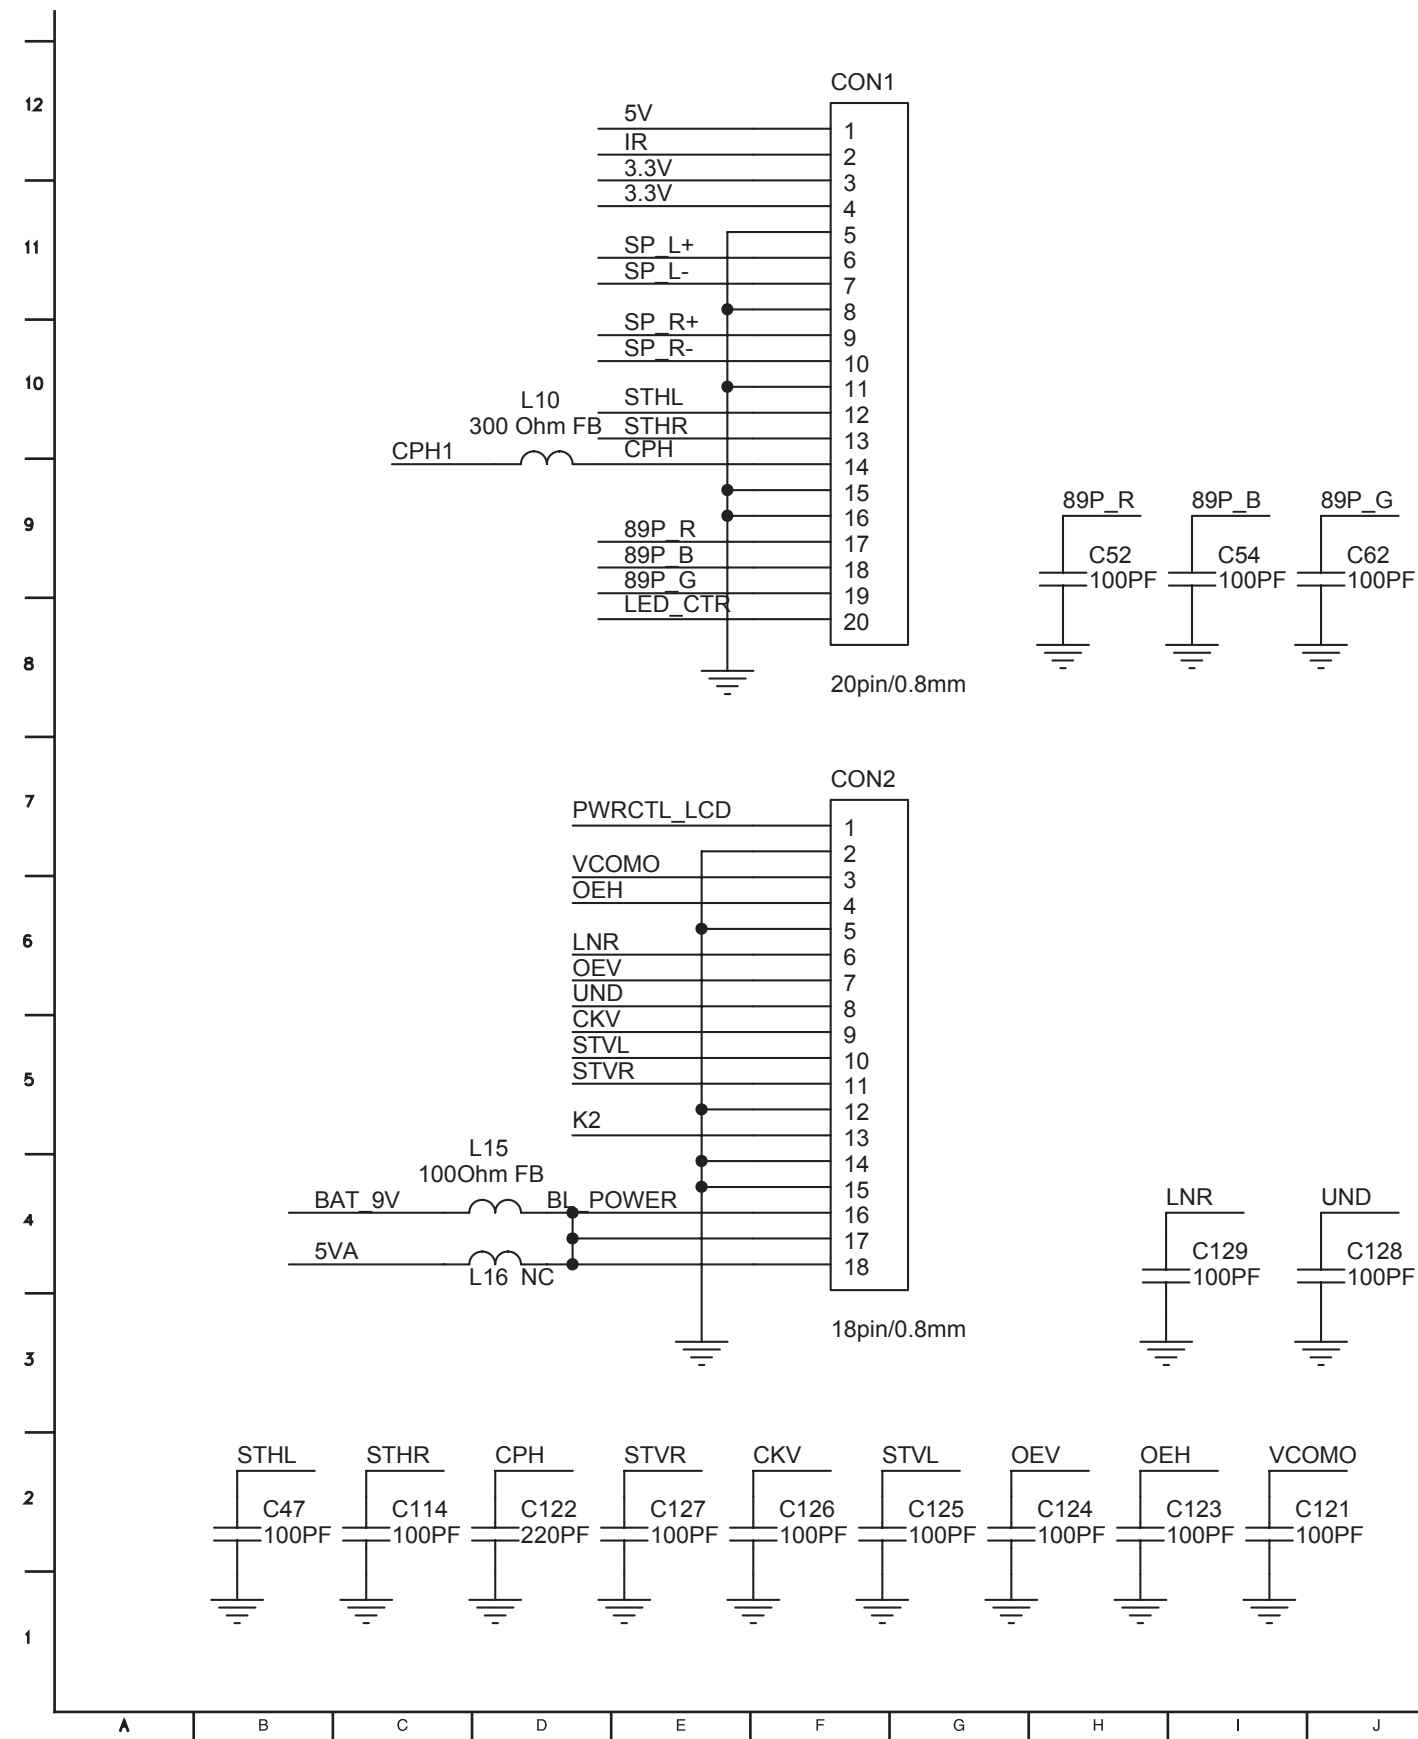 12
CON1
5V
1
IR
2
3.3V
3
3.3V
4
5
11
SP_L+
6
SP_L-
7
8
SP_R+
9
SP_R-
10
10
11
L10
STHL
12
300 Ohm FB
STHR
13
CPH1
CPH
14
15
89P_R
89P_B
89P_G
9
16
89P_R
17
C52
C54
C62
89P_B
18
100PF
100PF
100PF
89P_G
19
LED_CTR
20
8
20pin/0.8mm
CON2
7
PWRCTL_LCD
1
2
VCOMO
3
OEH
4
5
6
LNR
6
OEV
7
UND
8
CKV
9
STVL
10
5
STVR
11
12
K2
13
L15
14
100Ohm FB
15
BAT_9V
BL_POWER
16
LNR
UND
4
17
5VA
18
C129
C128
L16 NC
100PF
100PF
18pin/0.8mm
3
STHL
STHR
CPH
STVR
CKV
STVL
OEV
OEH
VCOMO
2
C47
C114
C122
C127
C126
C125
C124
C123
C121
100PF
100PF
220PF
100PF
100PF
100PF
100PF
100PF
100PF
1
A
B
C
D
E
F
G
H
I
J